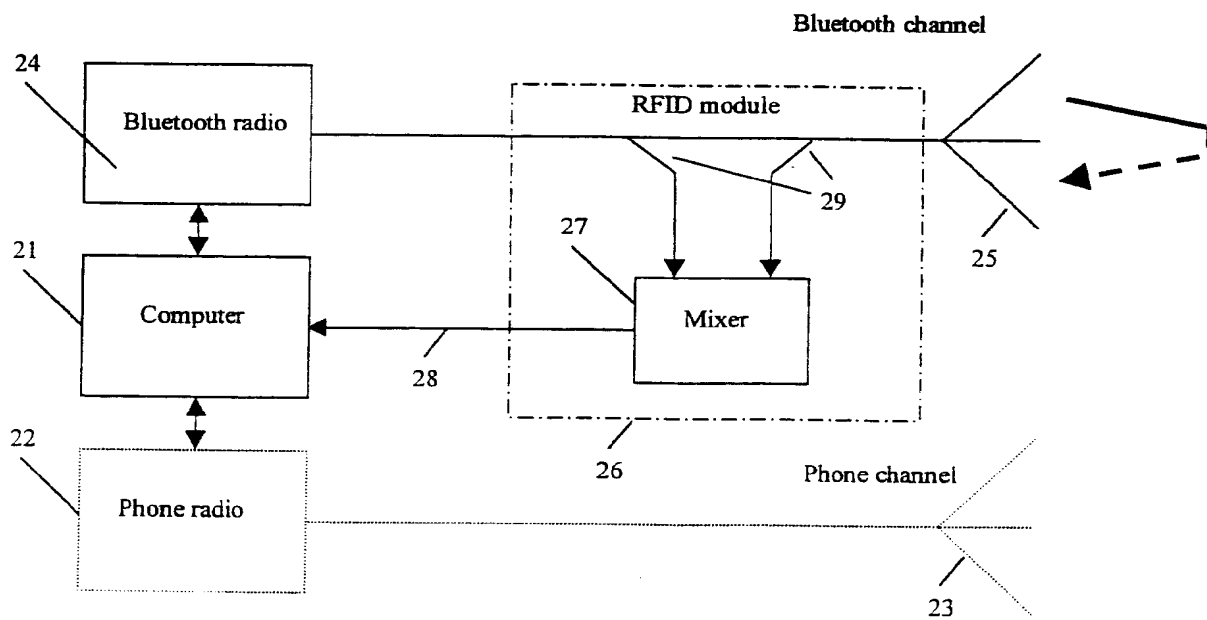 Bluetooth channel
24
Bluetooth radio
RFID module
29
25
21
27
Computer
Mixer
28
22
26
Phone channel
Phone radio
23